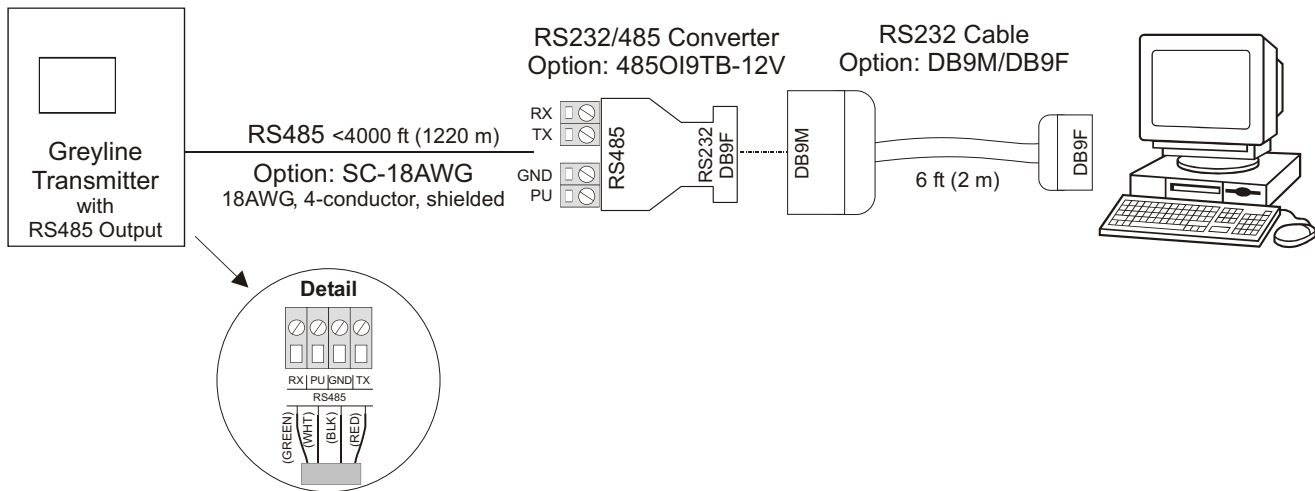 RS232/485 Converter
Option: 485OI9TB-12V
RS232 Cable
Option: DB9M/DB9F
Greyline
Transmitter
with
RS485 Output
RS485 <4000 ft (1220 m)
Option: SC-18AWG
18AWG, 4-conductor, shielded
RX
TX
GND
PU
RS485
RS232
DB9F
DB9M
6 ft (2 m)
DB9F
Detail
RX PU GND TX
RS485
(GREEN)
(WHT)
(BLK)
(RED)